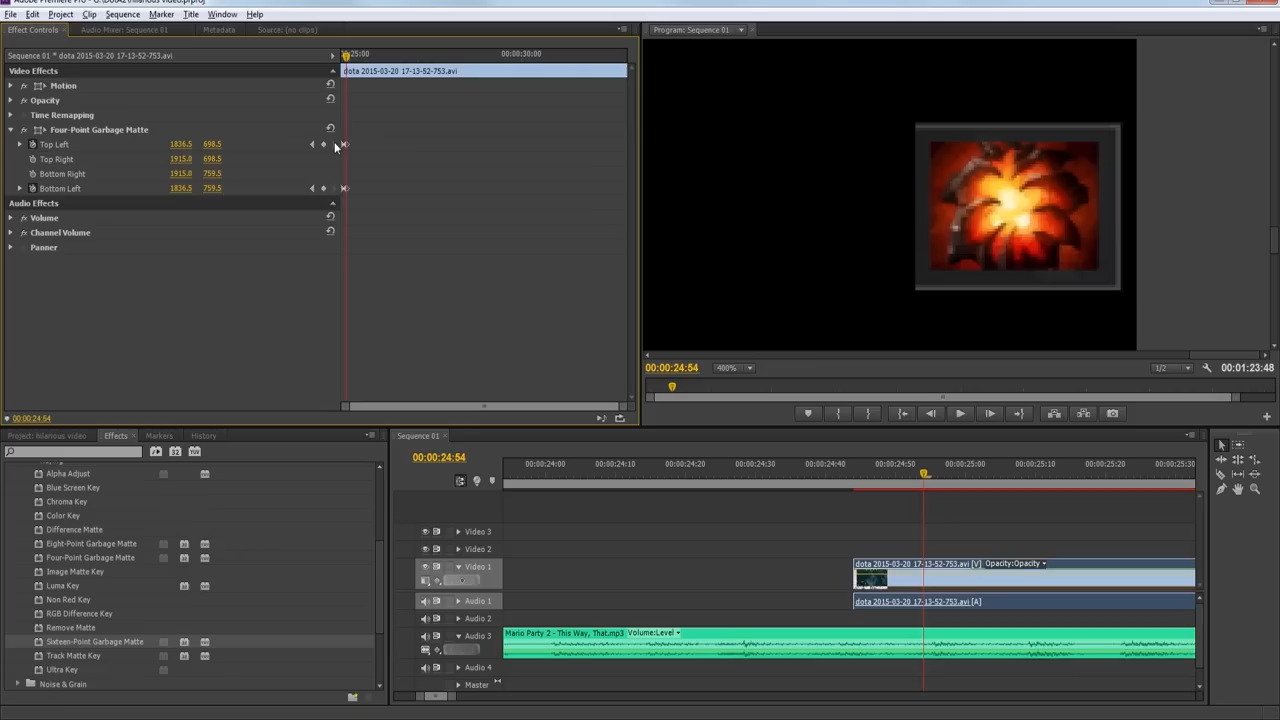 Adobe Premiere Pro - G:\DotA2\hilarious video.prproj
File Edit Project Clip Sequence Marker Title Window Help
Effect Controls Audio Mixer: Sequence 01 Metadata Source: (no clips)
Program: Sequence 01
Sequence 01 * dota 2015-03-20 17-13-52-753.avi
:25:00 00:00:30:00
Video Effects
dota 2015-03-20 17-13-52-753.avi
fx Motion
fx Opacity
Time Remapping
fx Four-Point Garbage Matte
Top Left 1836.5 698.5
Top Right 1915.0 698.5
Bottom Right 1915.0 759.5
Bottom Left 1836.5 759.5
Audio Effects
fx Volume
fx Channel Volume
Panner
00:00:24:54
00:00:24:54 400% 1/2 00:01:23:48
Project: hilarious video Effects Markers History
32 YUV
Alpha Adjust
Blue Screen Key
Chroma Key
Color Key
Difference Matte
Eight-Point Garbage Matte
Four-Point Garbage Matte
Image Matte Key
Luma Key
Non Red Key
RGB Difference Key
Remove Matte
Sixteen-Point Garbage Matte
Track Matte Key
Ultra Key
Noise & Grain
Sequence 01
00:00:24:54
00:00:24:00 00:00:24:10 00:00:24:20 00:00:24:30 00:00:24:40 00:00:24:50 00:00:25:00 00:00:25:10 00:00:25:20 00:00:25:30
Video 3
Video 2
Video 1
dota 2015-03-20 17-13-52-753.avi [V] Opacity:Opacity
Audio 1
dota 2015-03-20 17-13-52-753.avi [A]
Audio 2
Audio 3
Mario Party 2 - This Way, That.mp3 Volume:Level
Audio 4
Master